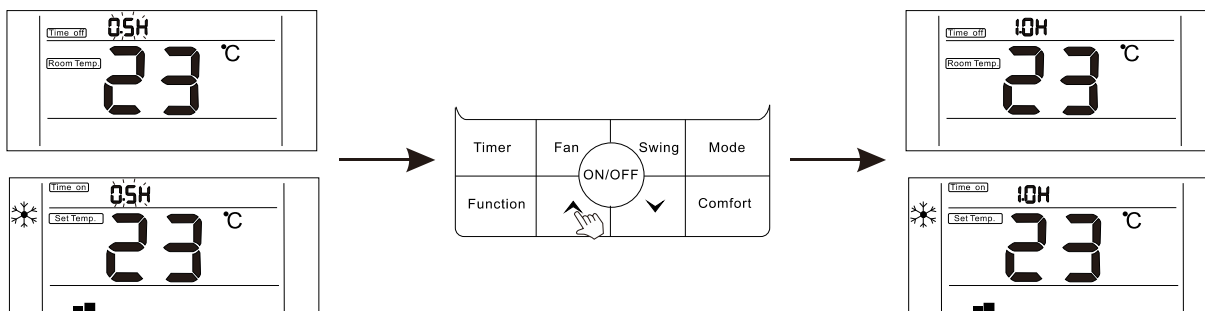 Time off 0.5H
Room Temp. 23 °C
Time on 0.5H
Set Temp. 23 °C
Timer Fan Swing Mode
ON/OFF
Function Comfort
Time off 1.0H
Room Temp. 23 °C
Time on 1.0H
Set Temp. 23 °C